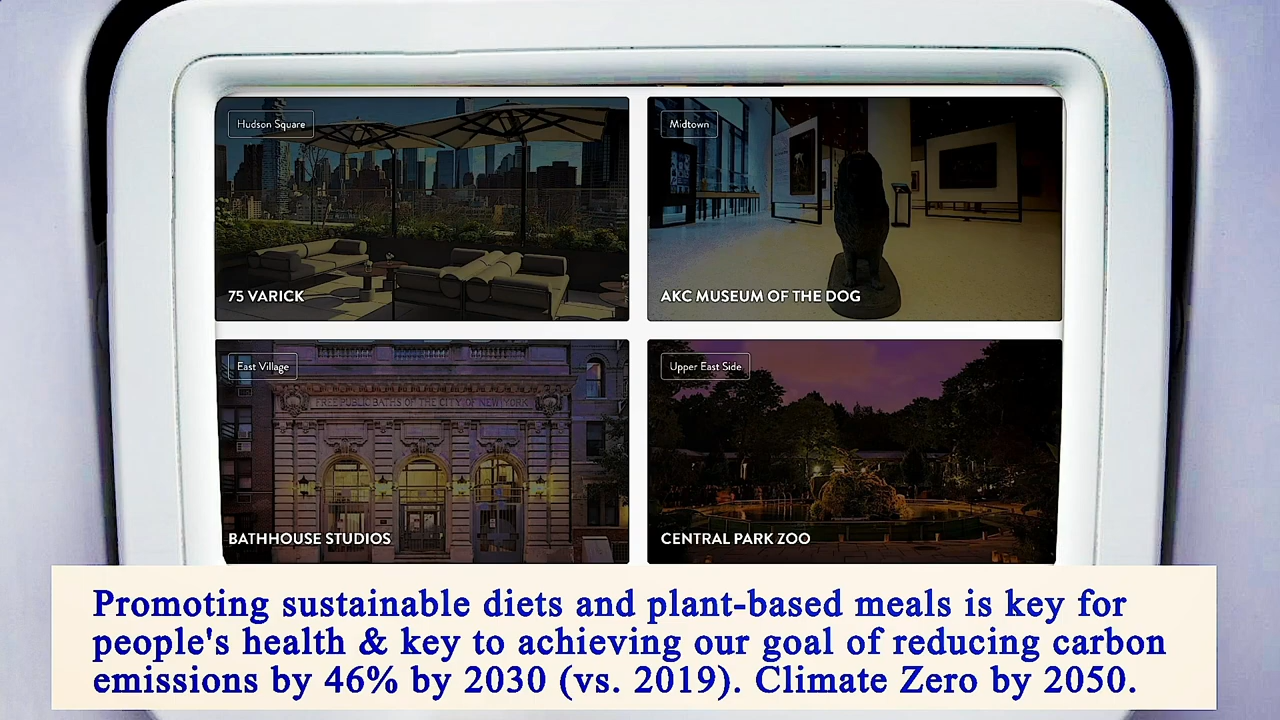 Hudson Square
75 VARICK
Midtown
AKC MUSEUM OF THE DOG
East Village
FREE PUBLIC BATHS OF THE CITY OF NEW YORK
BATHHOUSE STUDIOS
Upper East Side
CENTRAL PARK ZOO
Promoting sustainable diets and plant-based meals is key for
people's health & key to achieving our goal of reducing carbon
emissions by 46% by 2030 (vs. 2019). Climate Zero by 2050.